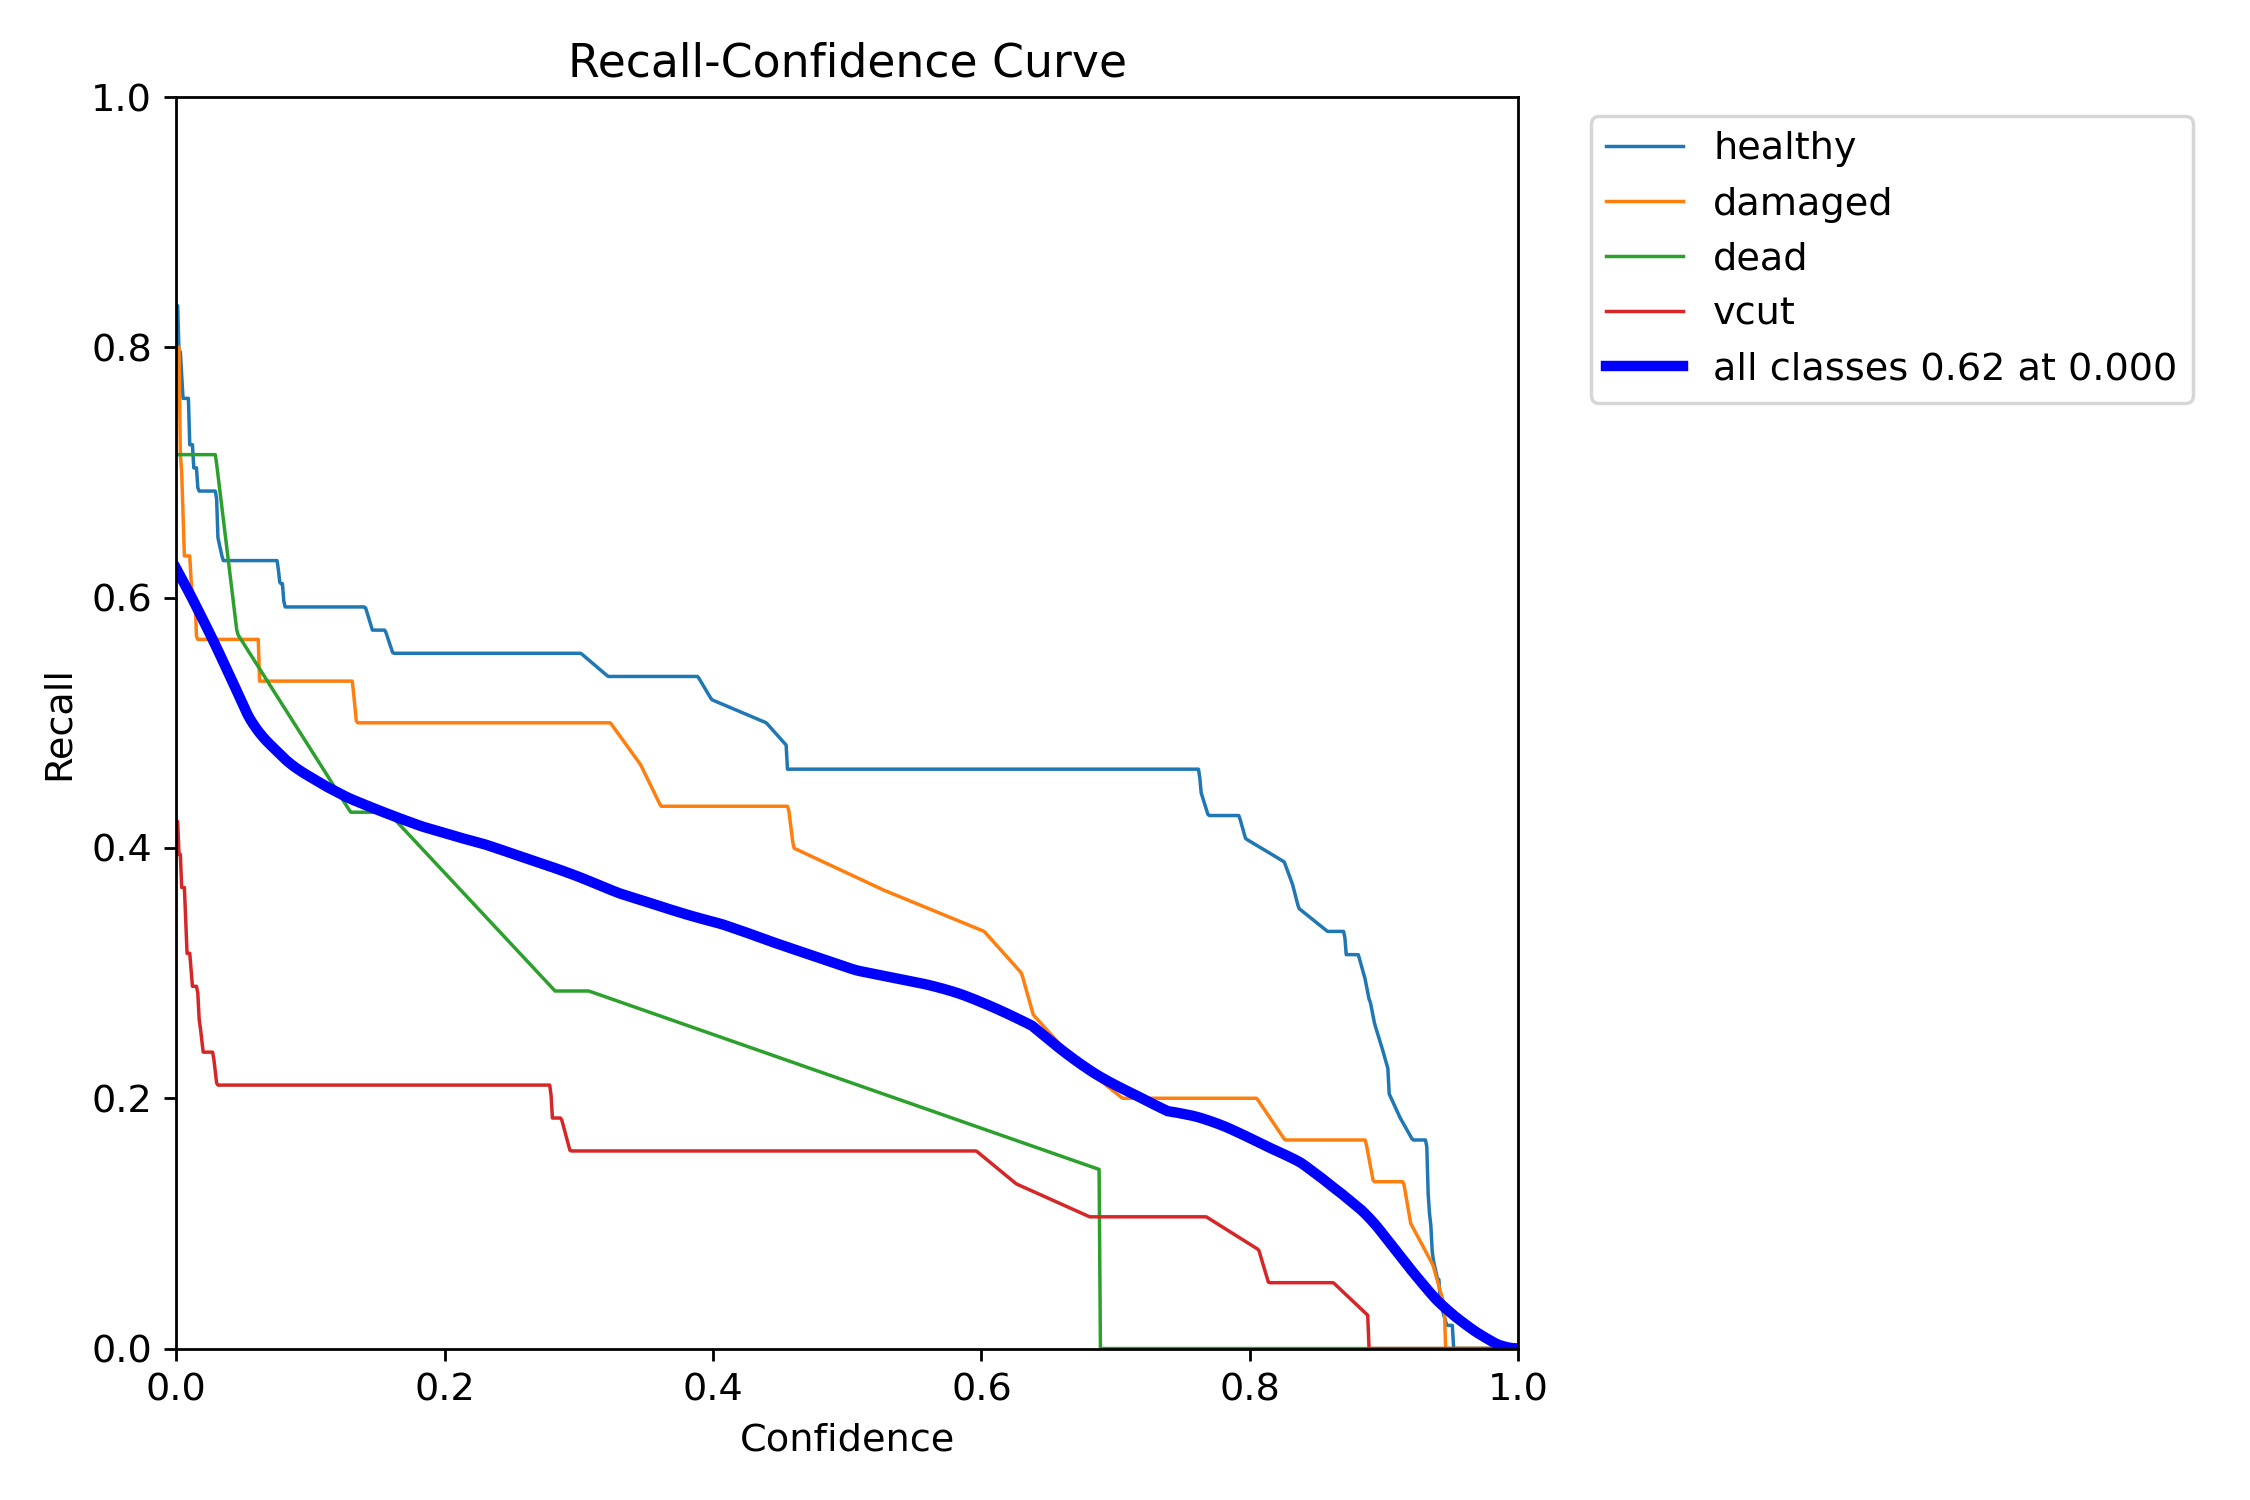 Recall-Confidence Curve
1.0
0.8
0.6
0.4
0.2
0.0
Recall
0.0 0.2 0.4 0.6 0.8 1.0
Confidence
healthy
damaged
dead
vcut
all classes 0.62 at 0.000